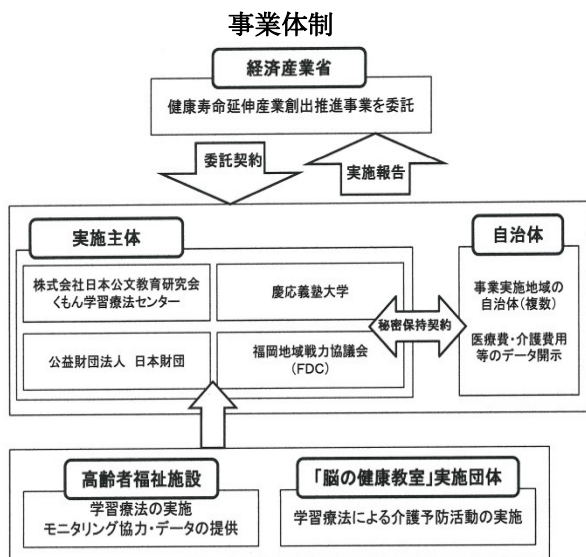 事業体制
経済産業省
健康寿命延伸産業創出推進事業を委託
委託契約
実施報告
実施主体
株式会社日本公文教育研究会
くもん学習療法センター
慶応義塾大学
公益財団法人 日本財団
福岡地域戦力協議会
(FDC)
秘密保持契約
自治体
事業実施地域の
自治体(複数)
医療費・介護費用
等のデータ開示
高齢者福祉施設
学習療法の実施
モニタリング協力・データの提供
「脳の健康教室」実施団体
学習療法による介護予防活動の実施